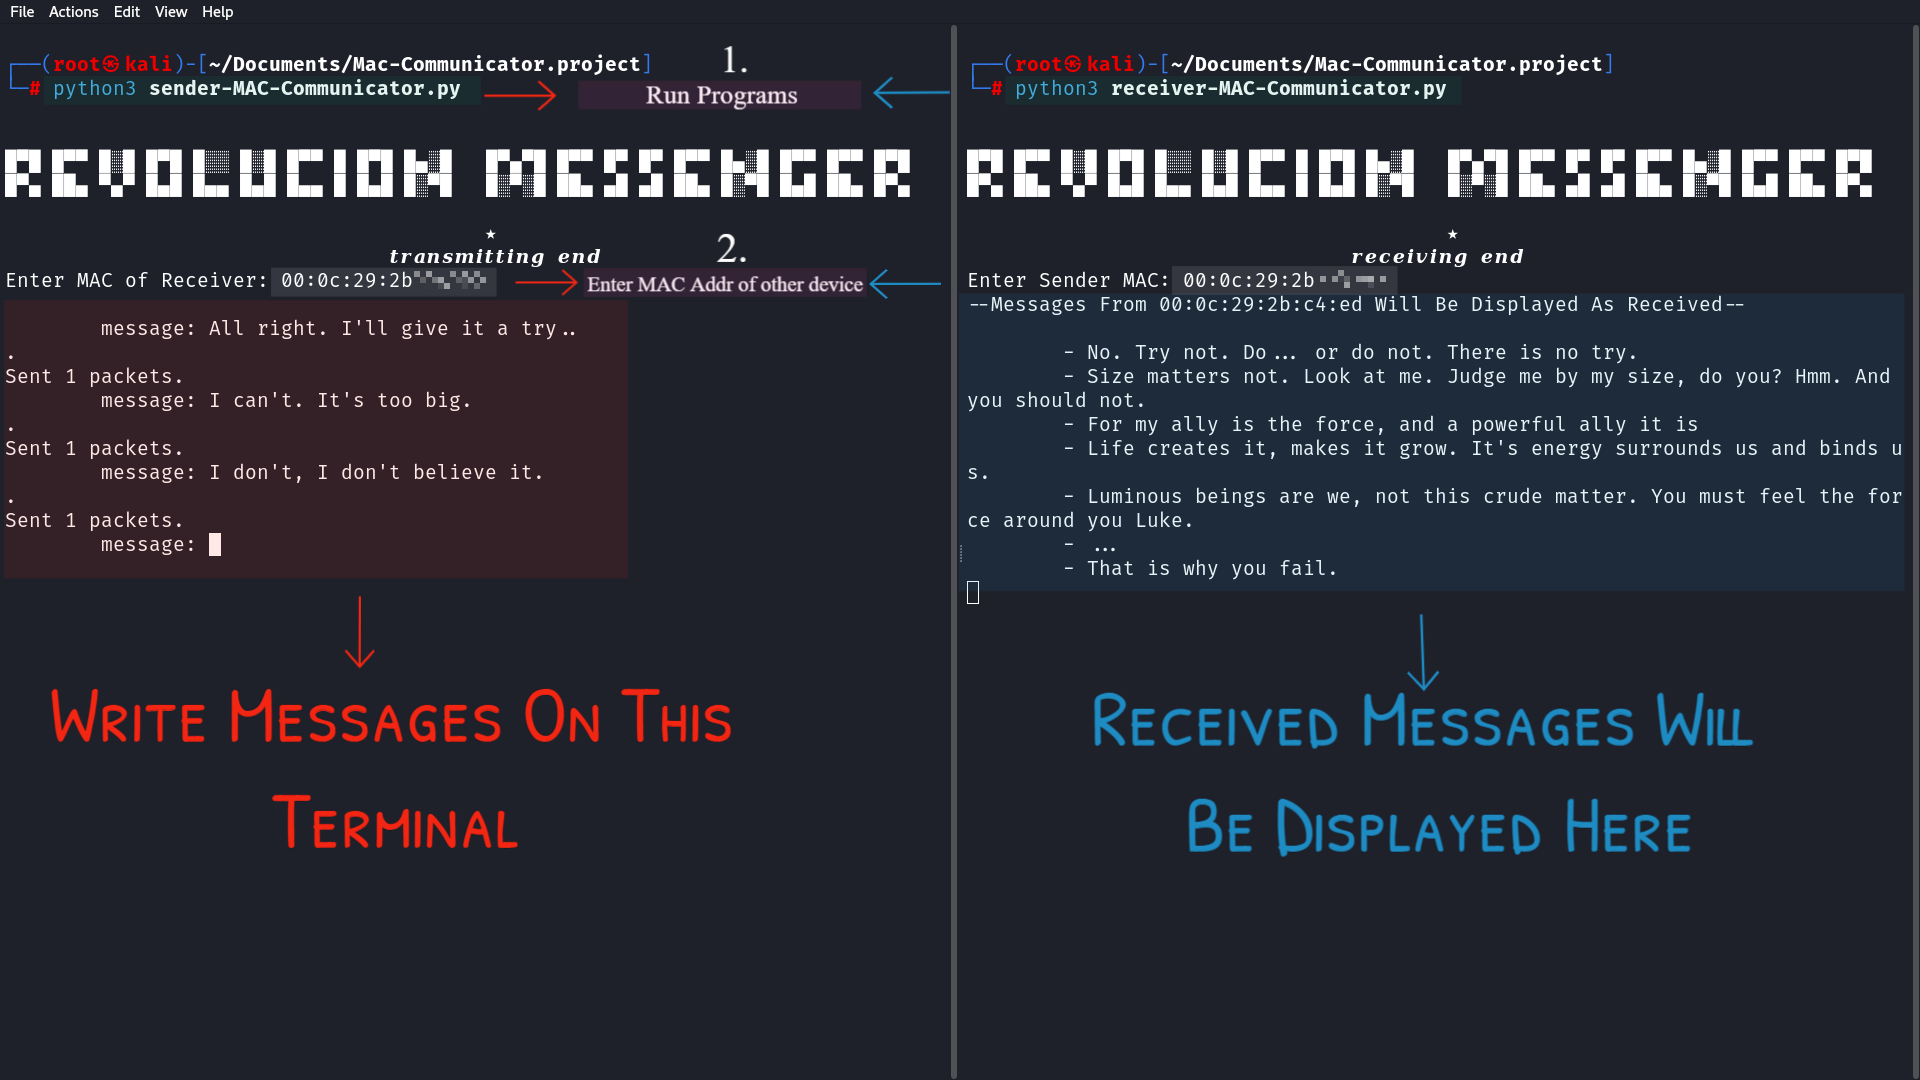 File Actions Edit View Help
(root㉿kali)-[~/Documents/Mac-Communicator.project]
# python3 sender-MAC-Communicator.py
1.
Run Programs
REVOLUCION MESSENGER
★
transmitting end
2.
Enter MAC of Receiver: 00:0c:29:2b
Enter MAC Addr of other device
message: All right. I'll give it a try..
.
Sent 1 packets.
message: I can't. It's too big.
.
Sent 1 packets.
message: I don't, I don't believe it.
.
Sent 1 packets.
message:
WRITE MESSAGES ON THIS
TERMINAL
(root㉿kali)-[~/Documents/Mac-Communicator.project]
# python3 receiver-MAC-Communicator.py
REVOLUCION MESSENGER
★
receiving end
Enter Sender MAC: 00:0c:29:2b
--Messages From 00:0c:29:2b:c4:ed Will Be Displayed As Received--
- No. Try not. Do... or do not. There is no try.
- Size matters not. Look at me. Judge me by my size, do you? Hmm. And
you should not.
- For my ally is the force, and a powerful ally it is
- Life creates it, makes it grow. It's energy surrounds us and binds u
s.
- Luminous beings are we, not this crude matter. You must feel the for
ce around you Luke.
- ...
- That is why you fail.
RECEIVED MESSAGES WILL
BE DISPLAYED HERE